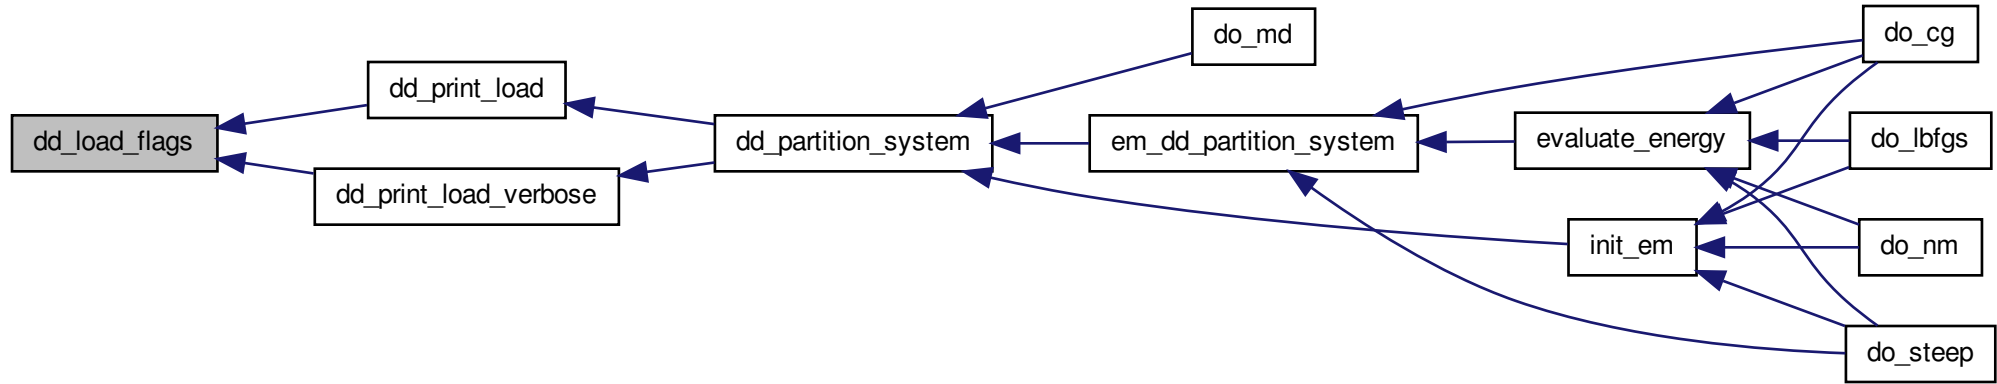 dd_load_flags
dd_print_load
dd_print_load_verbose
dd_partition_system
do_md
em_dd_partition_system
evaluate_energy
init_em
do_cg
do_lbfgs
do_nm
do_steep